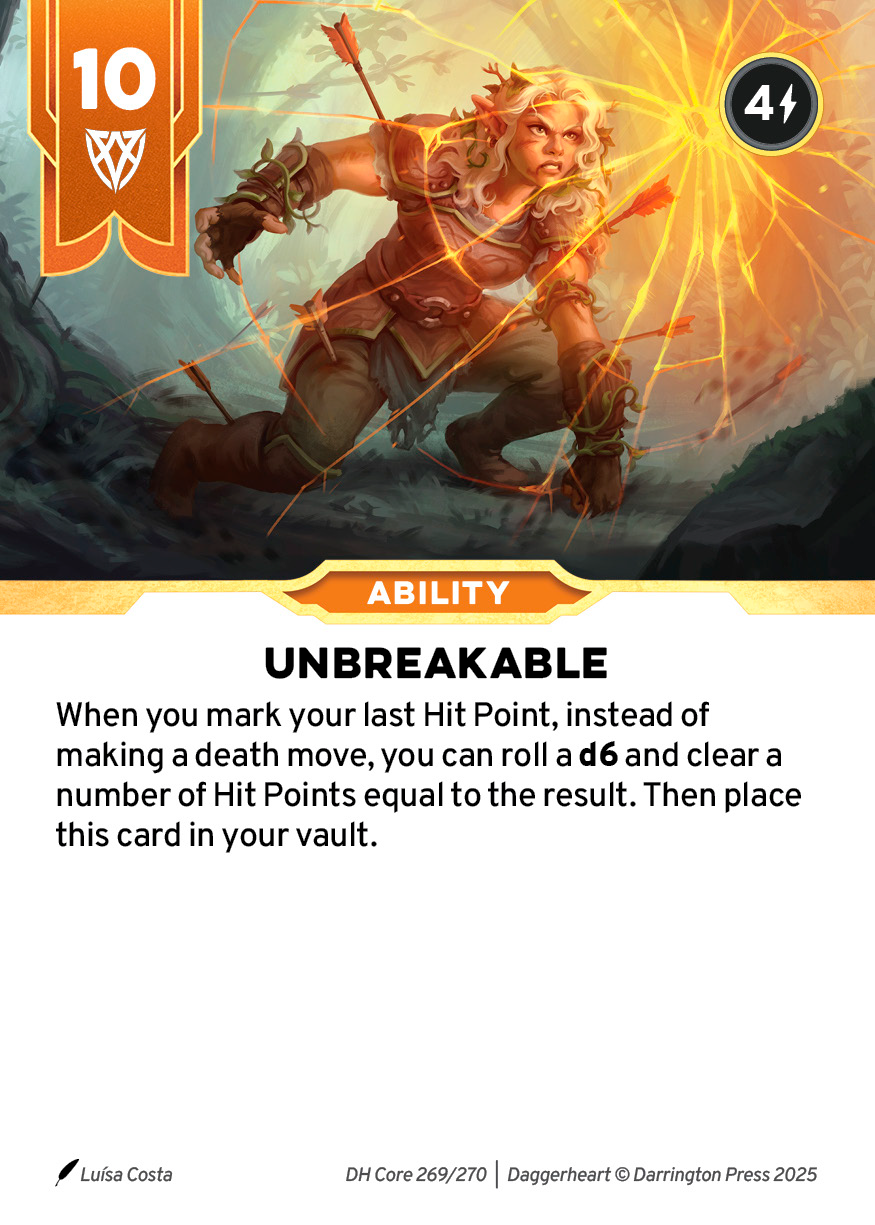 10
4
ABILITY
UNBREAKABLE
When you mark your last Hit Point, instead of
making a death move, you can roll a d6 and clear a
number of Hit Points equal to the result. Then place
this card in your vault.
Luísa Costa
DH Core 269/270 | Daggerheart © Darrington Press 2025